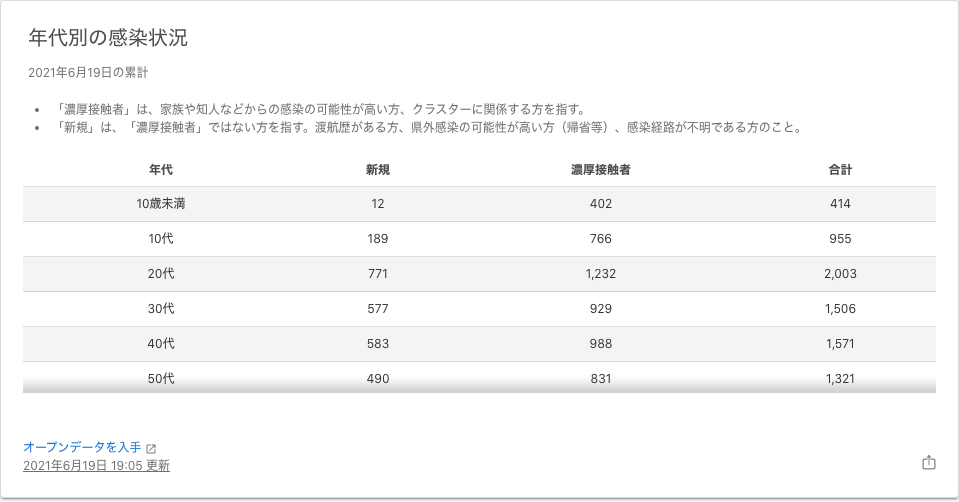 年代別の感染状況
2021年6月19日の累計
• 「濃厚接触者」は、家族や知人などからの感染の可能性が高い方、クラスターに関係する方を指す。
• 「新規」は、「濃厚接触者」ではない方を指す。渡航歴がある方、県外感染の可能性が高い方（帰省等）、感染経路が不明である方のこと。
年代 新規 濃厚接触者 合計
10歳未満 12 402 414
10代 189 766 955
20代 771 1,232 2,003
30代 577 929 1,506
40代 583 988 1,571
50代 490 831 1,321
オープンデータを入手
2021年6月19日 19:05 更新